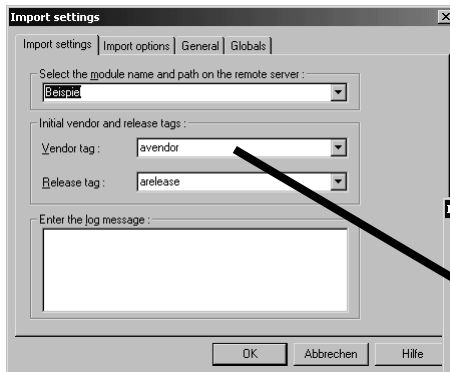 Import settings
Import settings Import options General Globals
Select the module name and path on the remote server :
Beispiel
Initial vendor and release tags :
Vendor tag : avendor
Release tag : arelease
Enter the log message :
OK Abbrechen Hilfe